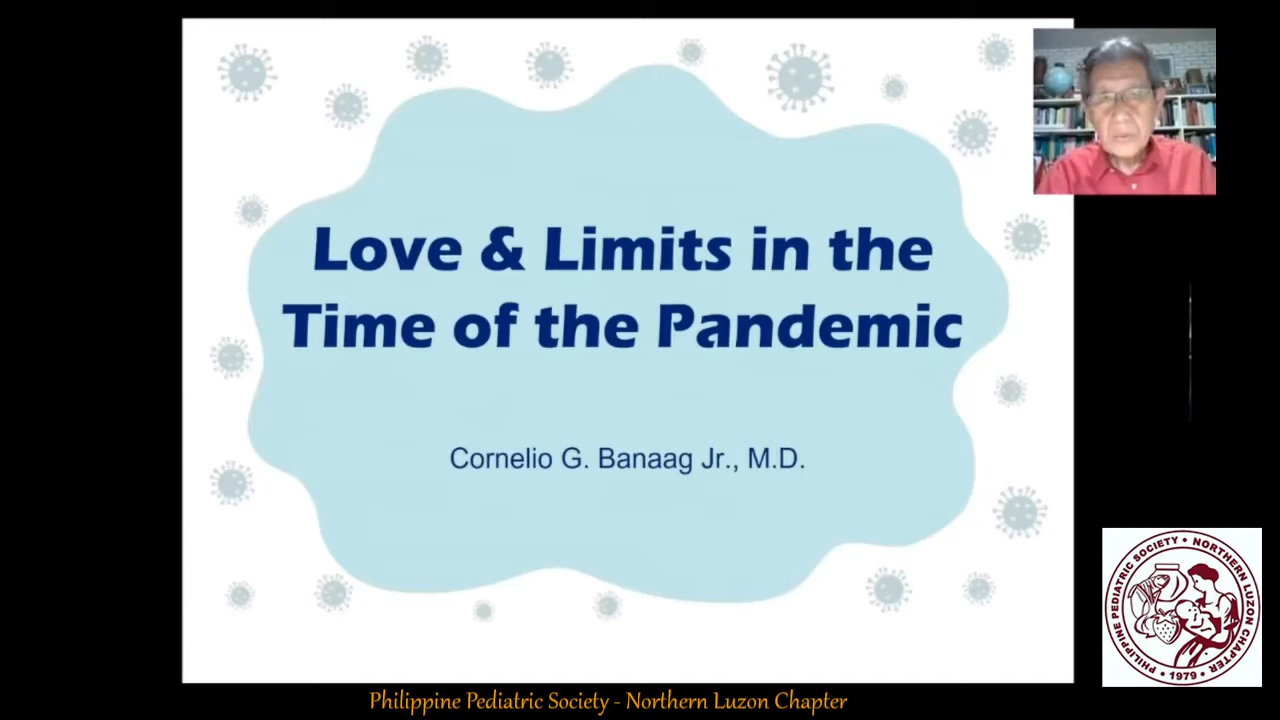 Love & Limits in the
Time of the Pandemic
Cornelio G. Banaag Jr., M.D.
PHILIPPINE PEDIATRIC SOCIETY • NORTHERN LUZON CHAPTER
• 1979 •
Philippine Pediatric Society - Northern Luzon Chapter